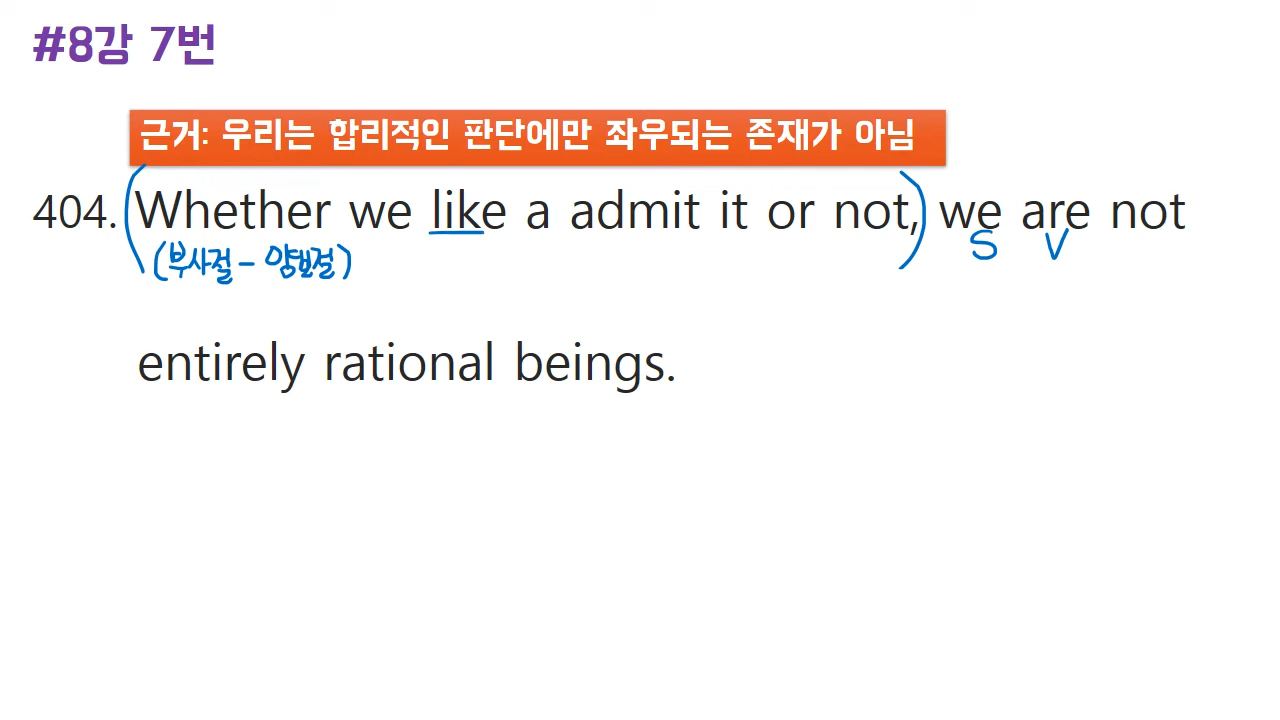 #8강 7번
근거: 우리는 합리적인 판단에만 좌우되는 존재가 아님
404. (Whether we like a admit it or not,) we are not
(부사절 - 양보절)
S V
entirely rational beings.